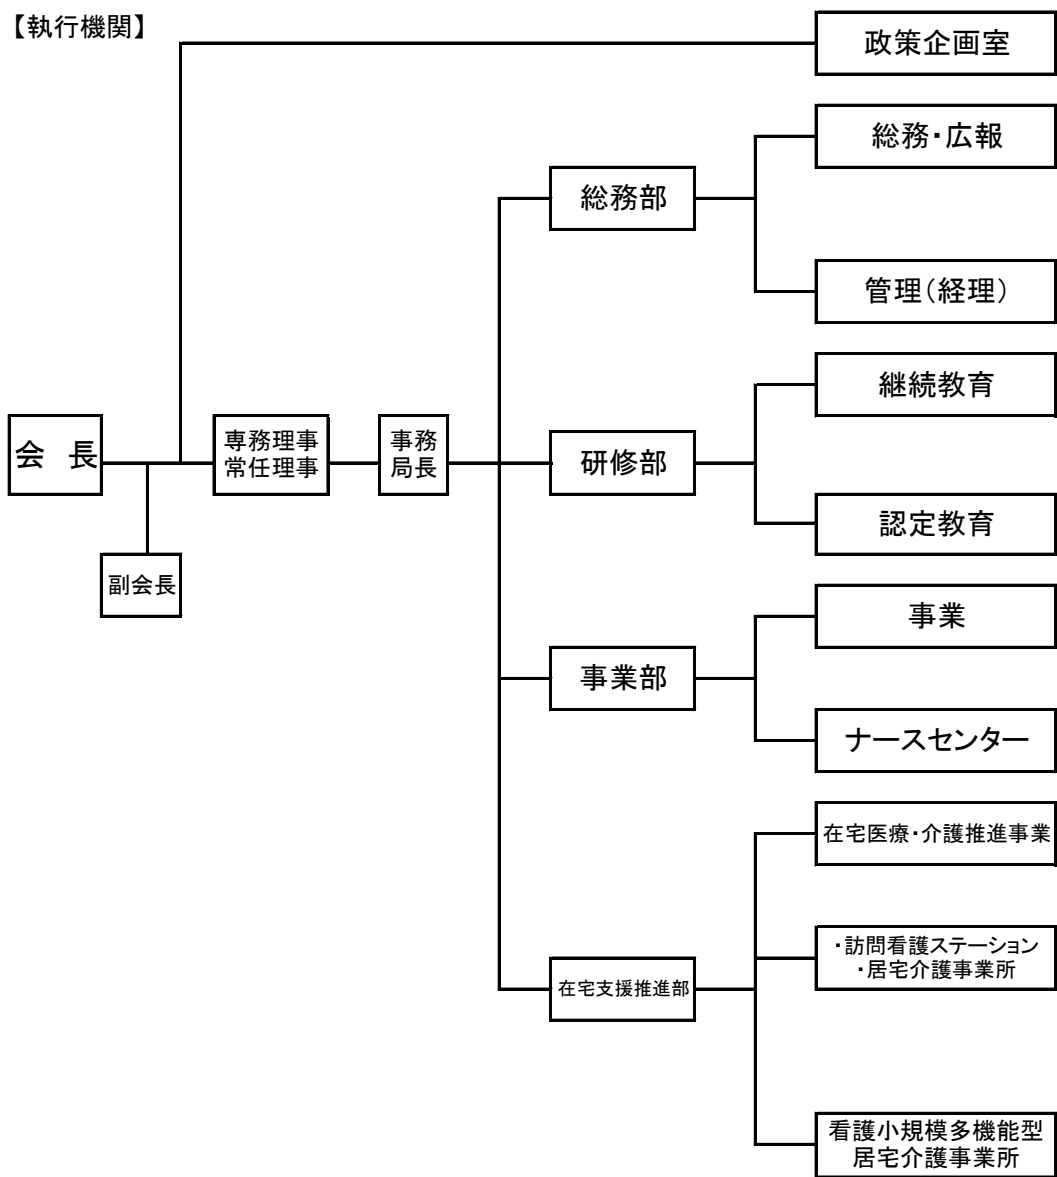 【執行機関】
政策企画室
総務・広報
総務部
管理（経理）
継続教育
会　長
専務理事
常任理事
事務
局長
研修部
認定教育
副会長
事業
事業部
ナースセンター
在宅医療・介護推進事業
・訪問看護ステーション
・居宅介護事業所
在宅支援推進部
看護小規模多機能型
居宅介護事業所